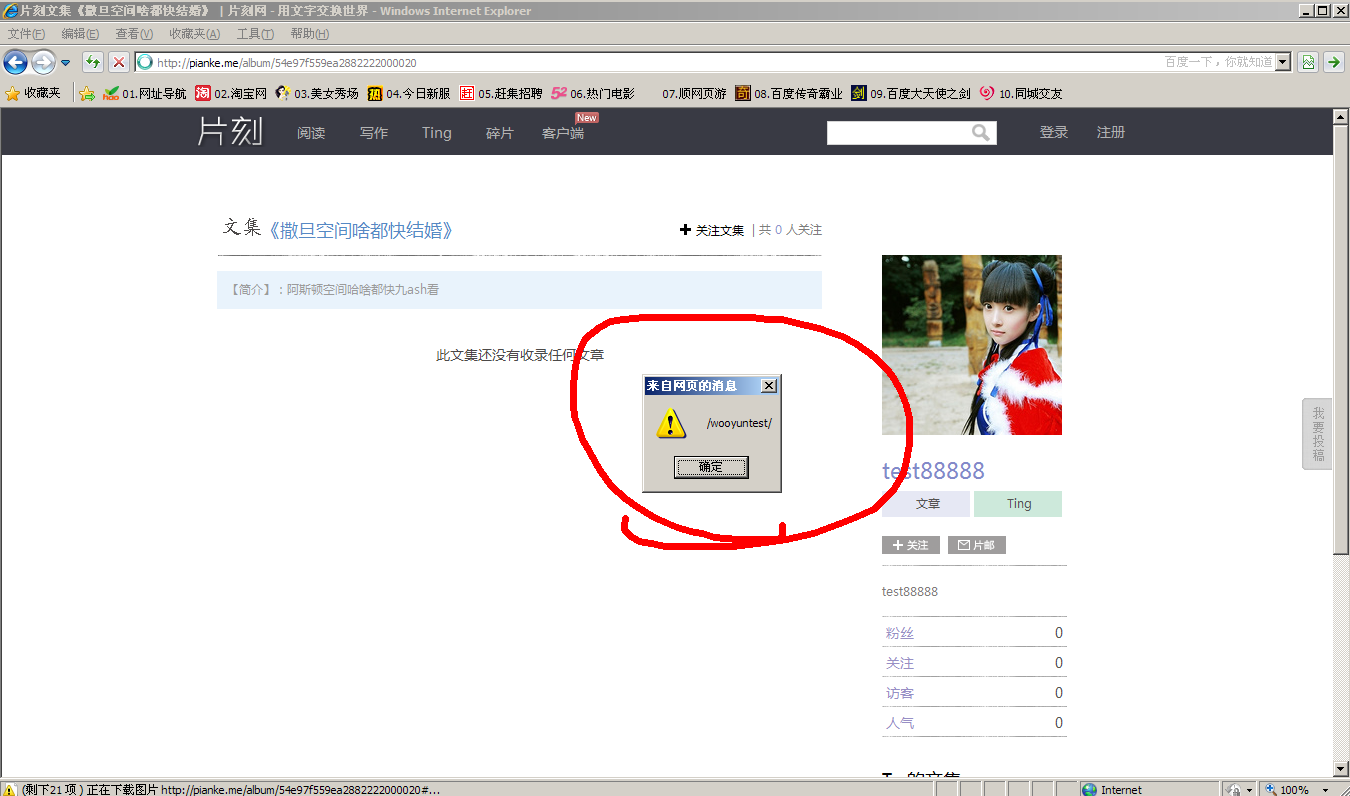 片刻文集《撒旦空间啥都快结婚》 | 片刻网 - 用文字交换世界 - Windows Internet Explorer
文件(F) 编辑(E) 查看(V) 收藏夹(A) 工具(T) 帮助(H)
http://pianke.me/album/54e97f559ea2882222000020 百度一下，你就知道
收藏夹 01.网址导航 淘 02.淘宝网 03.美女秀场 热 04.今日新服 赶 05.赶集招聘 52 06.热门电影 07.顺网页游 奇 08.百度传奇霸业 剑 09.百度大天使之剑 10.同城交友
片刻 阅读 写作 Ting 碎片 客户端 New 登录 注册
文集《撒旦空间啥都快结婚》 关注文集 | 共 0 人关注
【简介】：阿斯顿空间哈啥都快九ash看
此文集还没有收录任何文章
来自网页的消息
/wooyuntest/
确定
我要投稿
test88888
文章 Ting
关注 片邮
test88888
粉丝 0
关注 0
访客 0
人气 0
(剩下21 项 ) 正在下载图片 http://pianke.me/album/54e97f559ea2882222000020#... Internet 100%